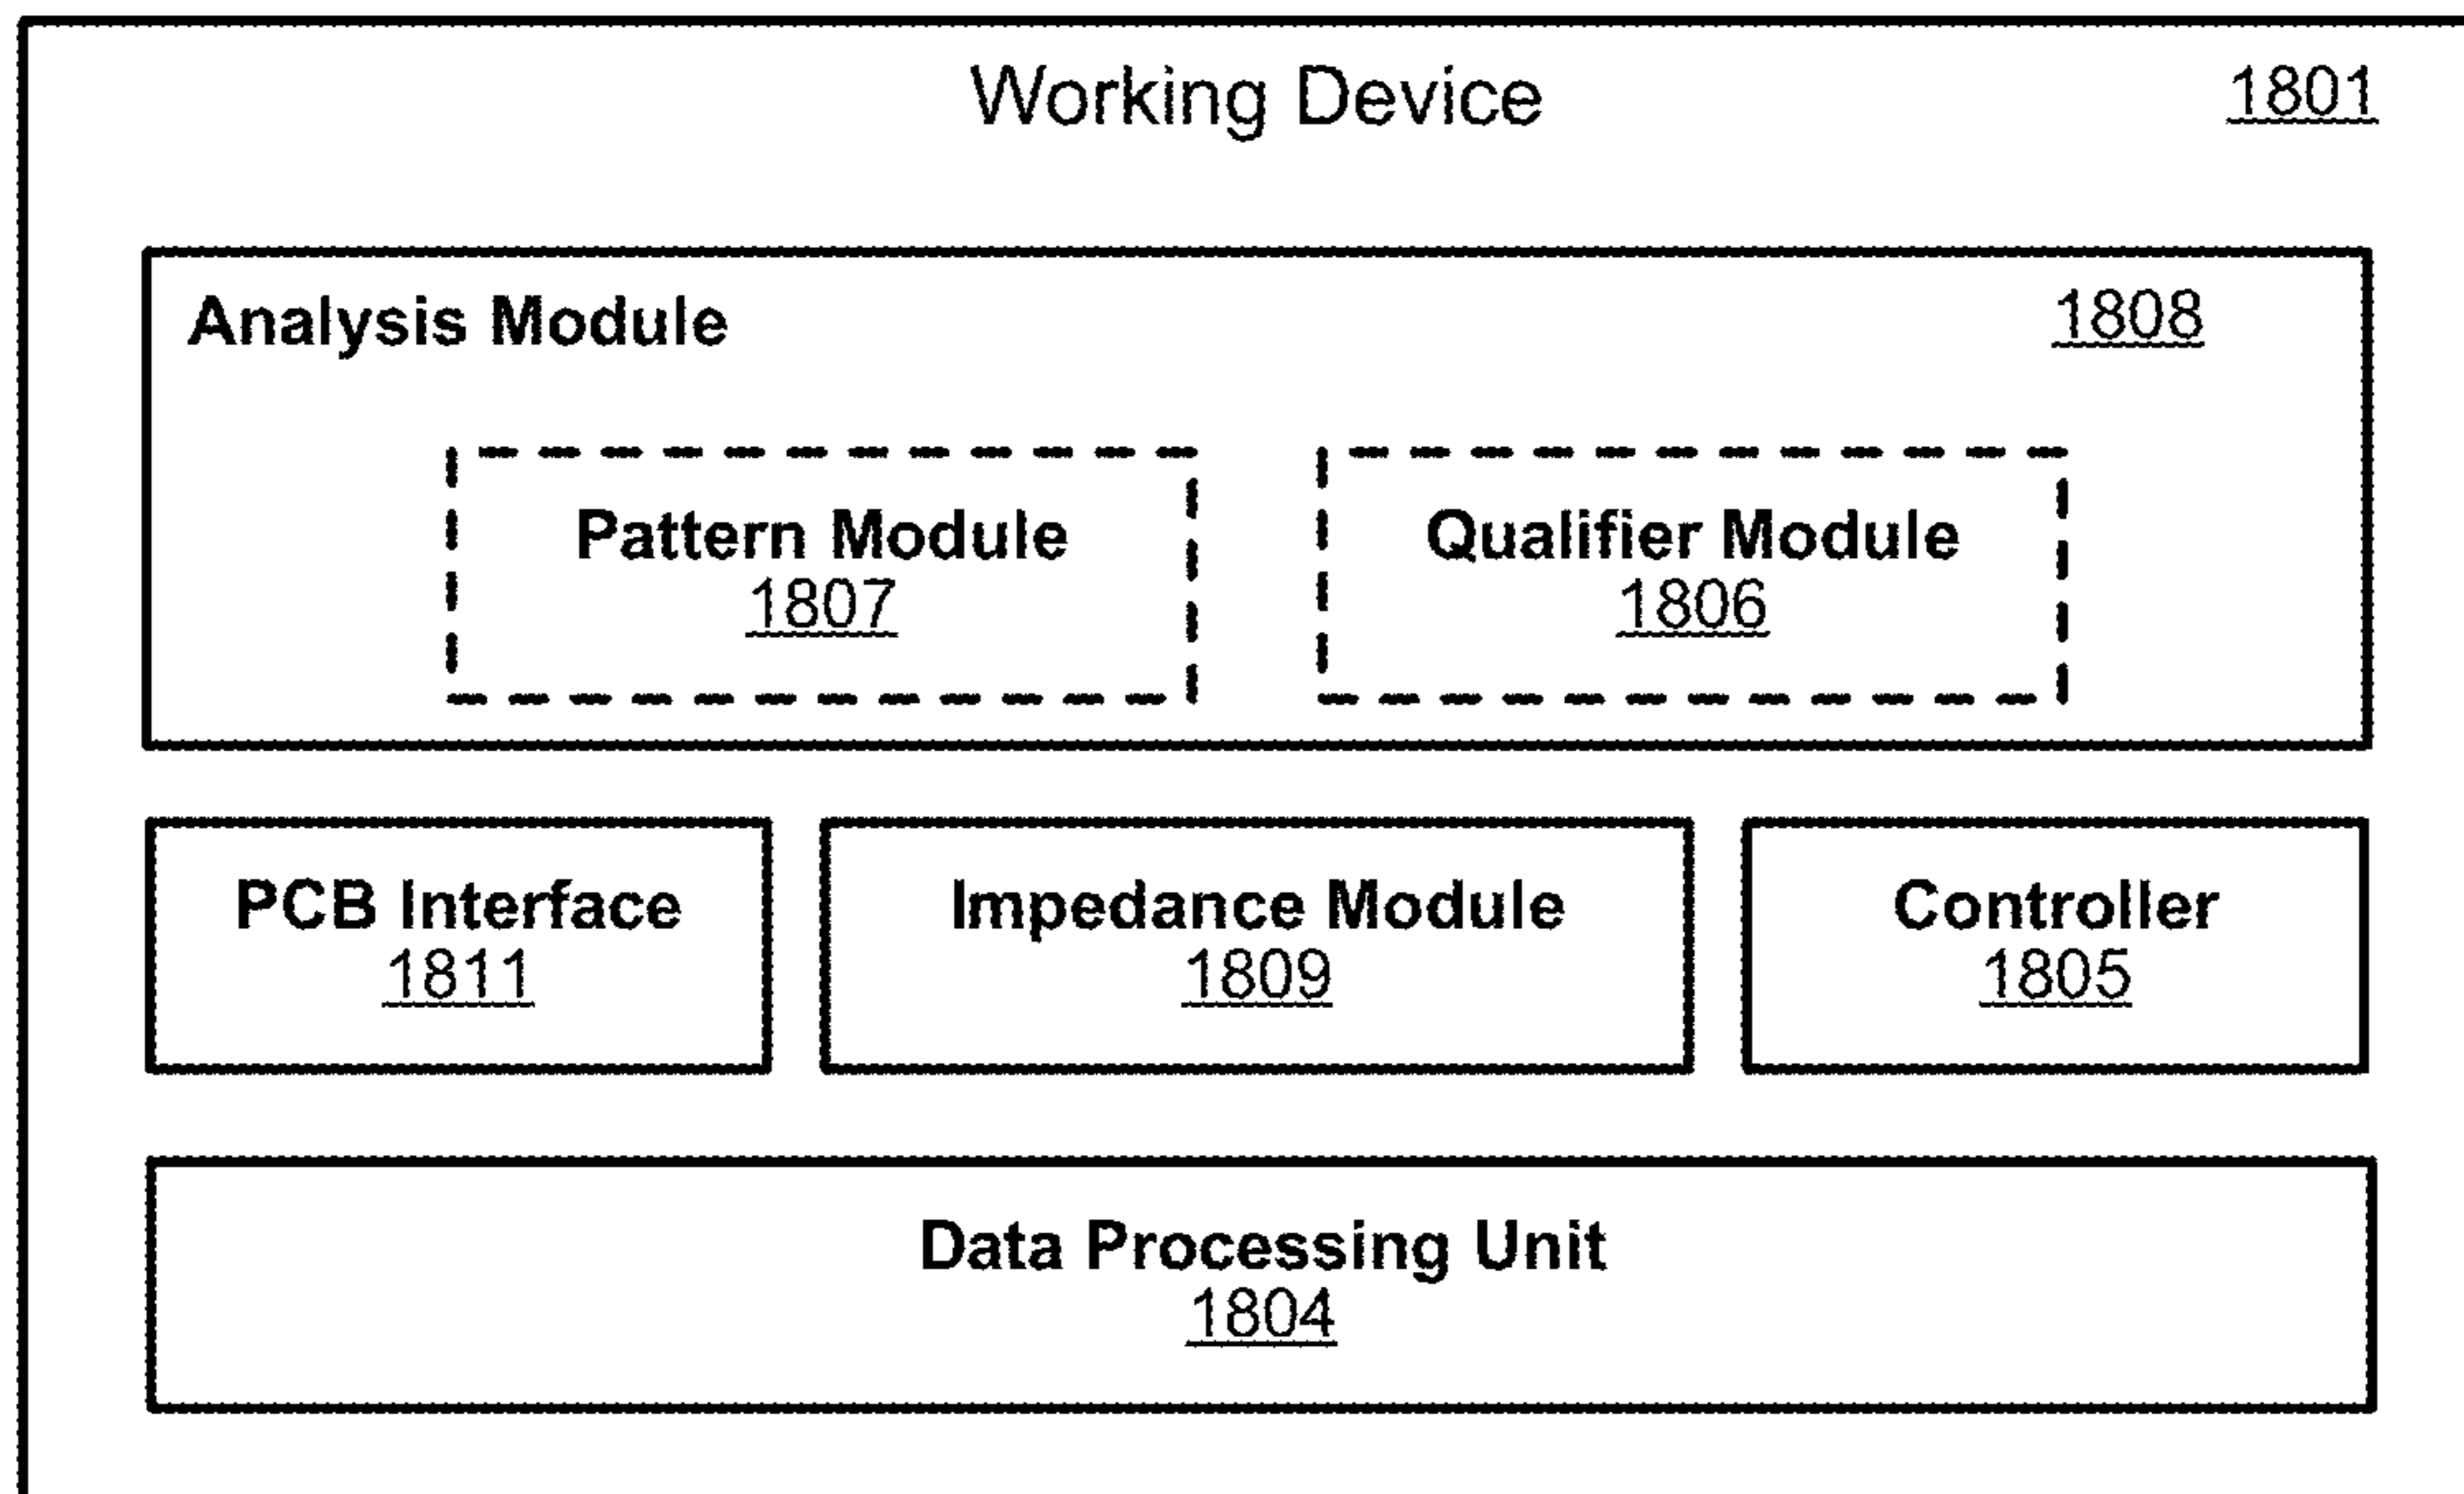 Working Device 1801
Analysis Module 1808
Pattern Module
1807
Qualifier Module
1806
PCB Interface
1811
Impedance Module
1809
Controller
1805
Data Processing Unit
1804